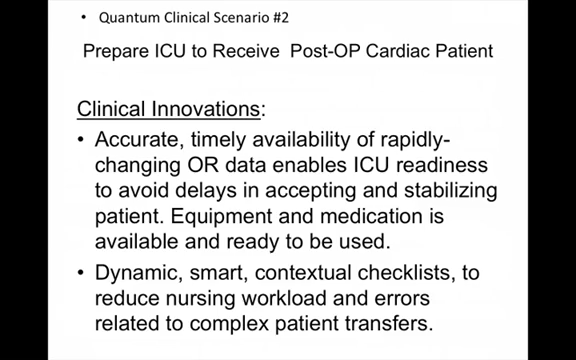 • Quantum Clinical Scenario #2
Prepare ICU to Receive Post-OP Cardiac Patient
Clinical Innovations:
• Accurate, timely availability of rapidly-
changing OR data enables ICU readiness
to avoid delays in accepting and stabilizing
patient. Equipment and medication is
available and ready to be used.
• Dynamic, smart, contextual checklists, to
reduce nursing workload and errors
related to complex patient transfers.